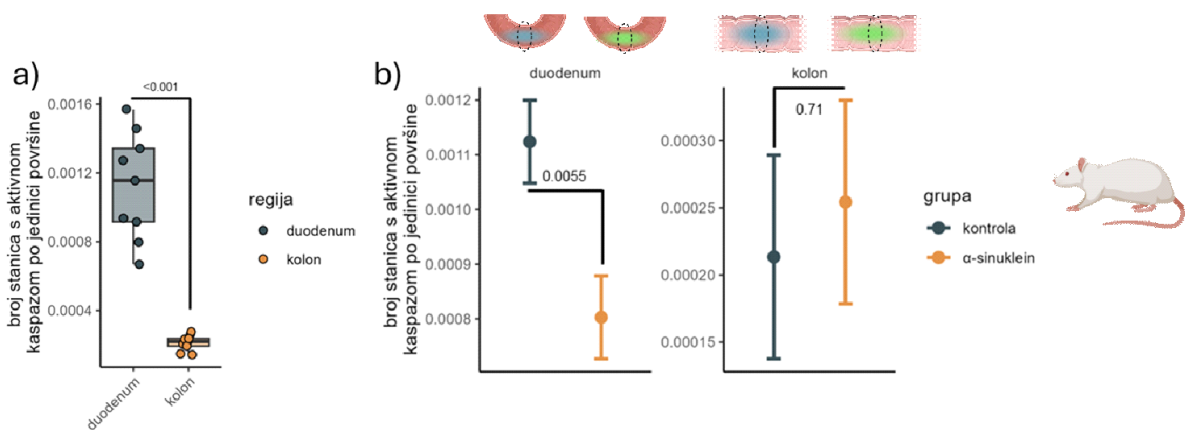 a)
broj stanica s aktivnom
kaspazom po jedinici površine
0.0016
0.0012
0.0008
0.0004
<0.001
duodenum
kolon
regija
duodenum
kolon
b)
broj stanica s aktivnom
kaspazom po jedinici površine
duodenum
0.0012
0.0011
0.0010
0.0009
0.0008
0.0055
kolon
0.00030
0.00025
0.00020
0.00015
0.71
grupa
kontrola
α-sinuklein